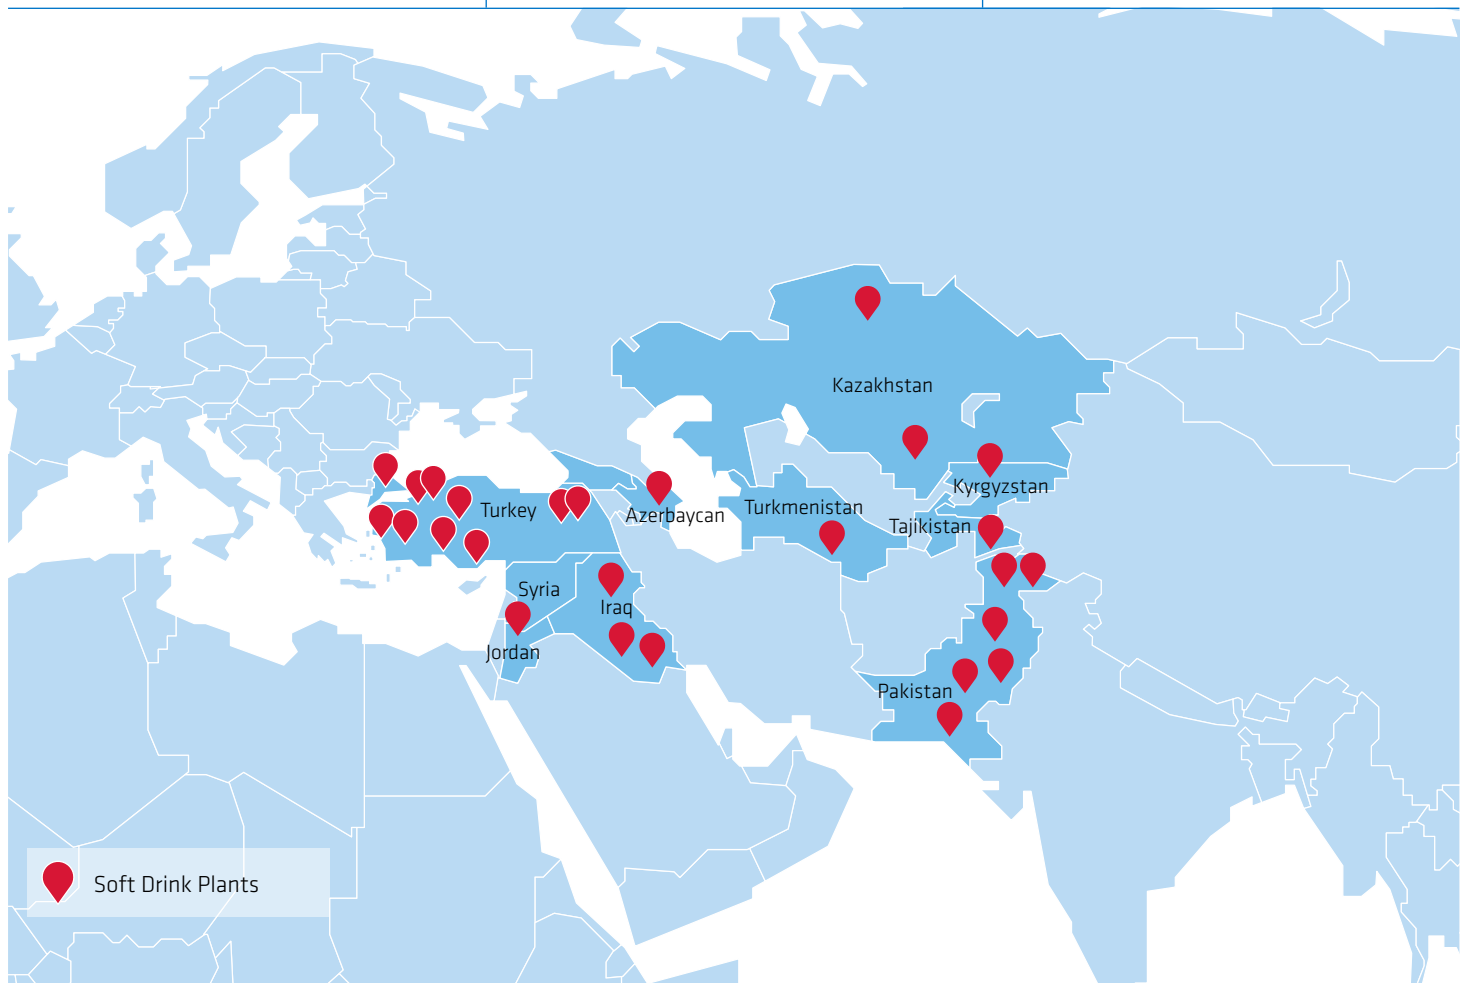 Kazakhstan
Kyrgyzstan
Turkmenistan
Turkey
Azerbaycan
Tajikistan
Syria
Iraq
Jordan
Pakistan
Soft Drink Plants